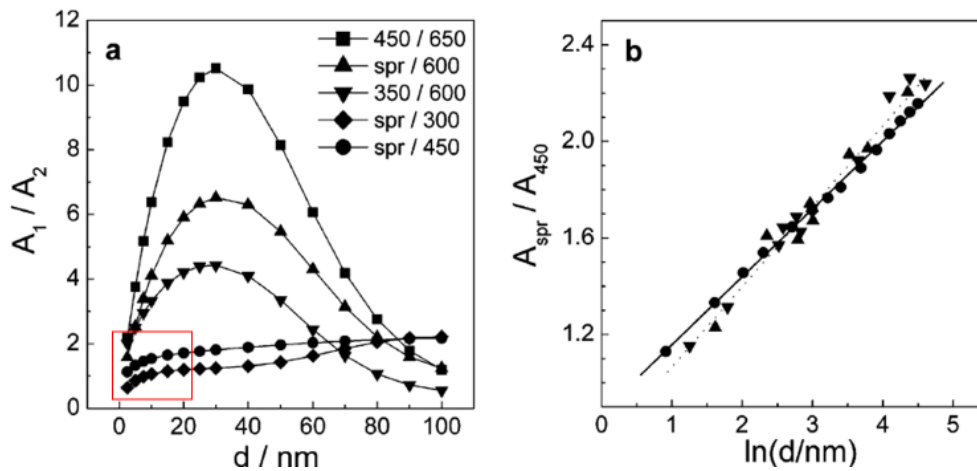 a
450 / 650
spr / 600
350 / 600
spr / 300
spr / 450
12
10
8
6
4
2
0
A₁ / A₂
0 20 40 60 80 100
d / nm
b
2.4
2.0
1.6
1.2
A_spr / A_450
0 1 2 3 4 5
ln(d/nm)